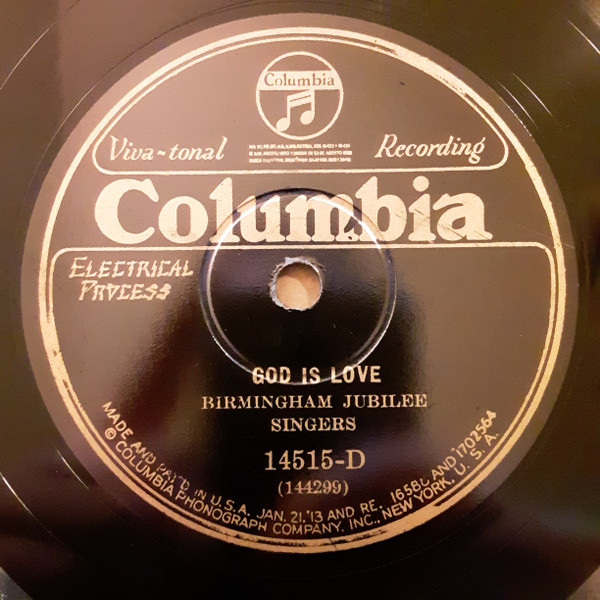 Columbia
Viva-tonal Recording
Columbia
ELECTRICAL
PROCESS
GOD IS LOVE
BIRMINGHAM JUBILEE
SINGERS
14515-D
(144299)
MADE AND PAT'D IN U.S.A. JAN. 21,'13 AND RE. 16588 AND 1702564
© COLUMBIA PHONOGRAPH COMPANY, INC., NEW YORK, U.S.A.